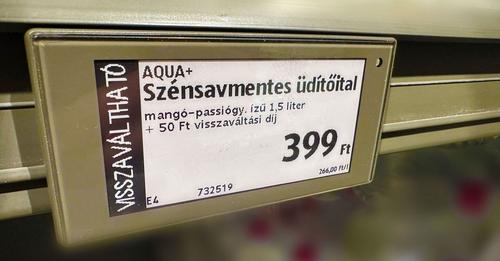 VISSZAVÁLTHATÓ
AQUA+
Szénsavmentes üdítőital
mangó-passiógy. ízű 1,5 liter
+ 50 Ft visszaváltási díj
399 Ft
266,00 Ft/l
E4 732519